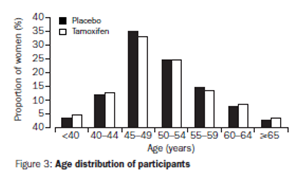 40
35
30
25
20
15
10
5
40
Proportion of women (%)
Placebo
Tamoxifen
<40 40–44 45–49 50–54 55–59 60–64 ≥65
Age (years)
Figure 3: Age distribution of participants